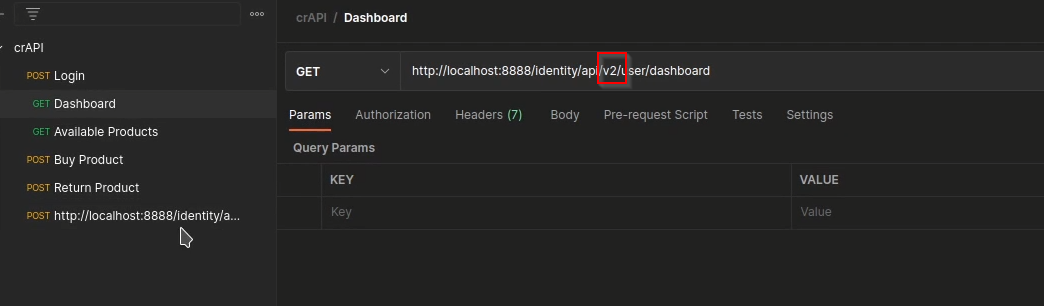 crAPI / Dashboard
crAPI
POST Login
GET Dashboard
GET Available Products
POST Buy Product
POST Return Product
POST http://localhost:8888/identity/a...
GET http://localhost:8888/identity/api/v2/user/dashboard
Params Authorization Headers (7) Body Pre-request Script Tests Settings
Query Params
KEY VALUE
Key Value